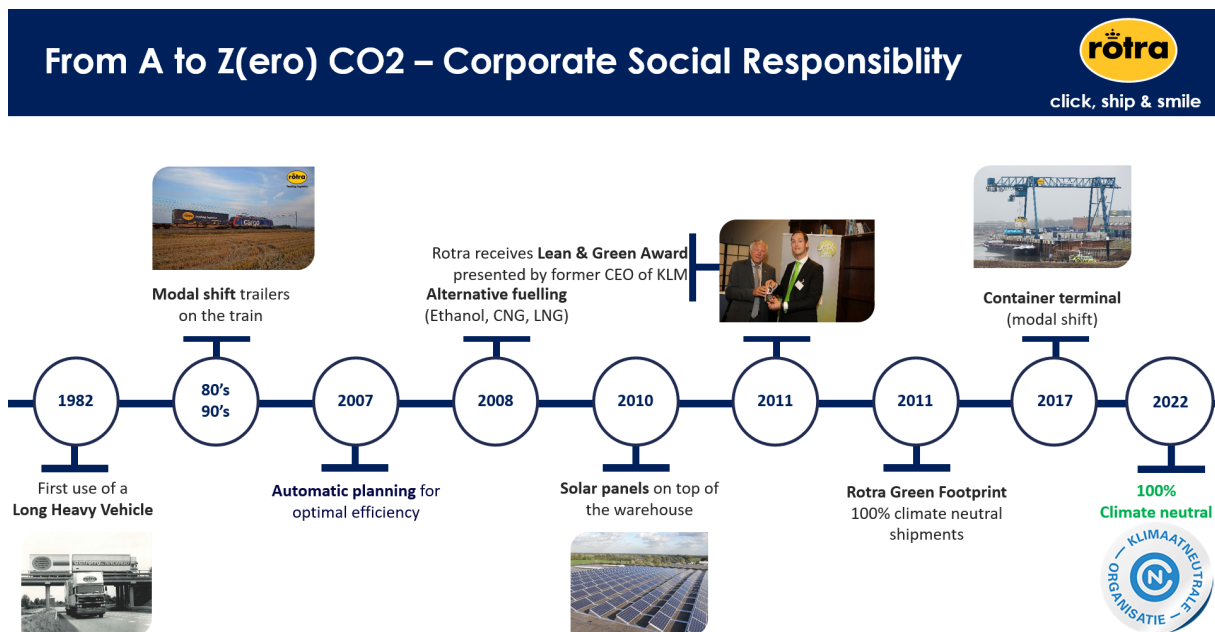 From A to Z(ero) CO2 – Corporate Social Responsiblity
rotra
click, ship & smile
rotra
cargo
Modal shift trailers
on the train
Rotra receives Lean & Green Award
presented by former CEO of KLM
Alternative fuelling
(Ethanol, CNG, LNG)
Container terminal
(modal shift)
1982
80’s
90’s
2007
2008
2010
2011
2011
2017
2022
First use of a
Long Heavy Vehicle
Automatic planning for
optimal efficiency
Solar panels on top of
the warehouse
Rotra Green Footprint
100% climate neutral
shipments
100%
Climate neutral
KLIMAATNEUTRALE
ORGANISATIE
CN